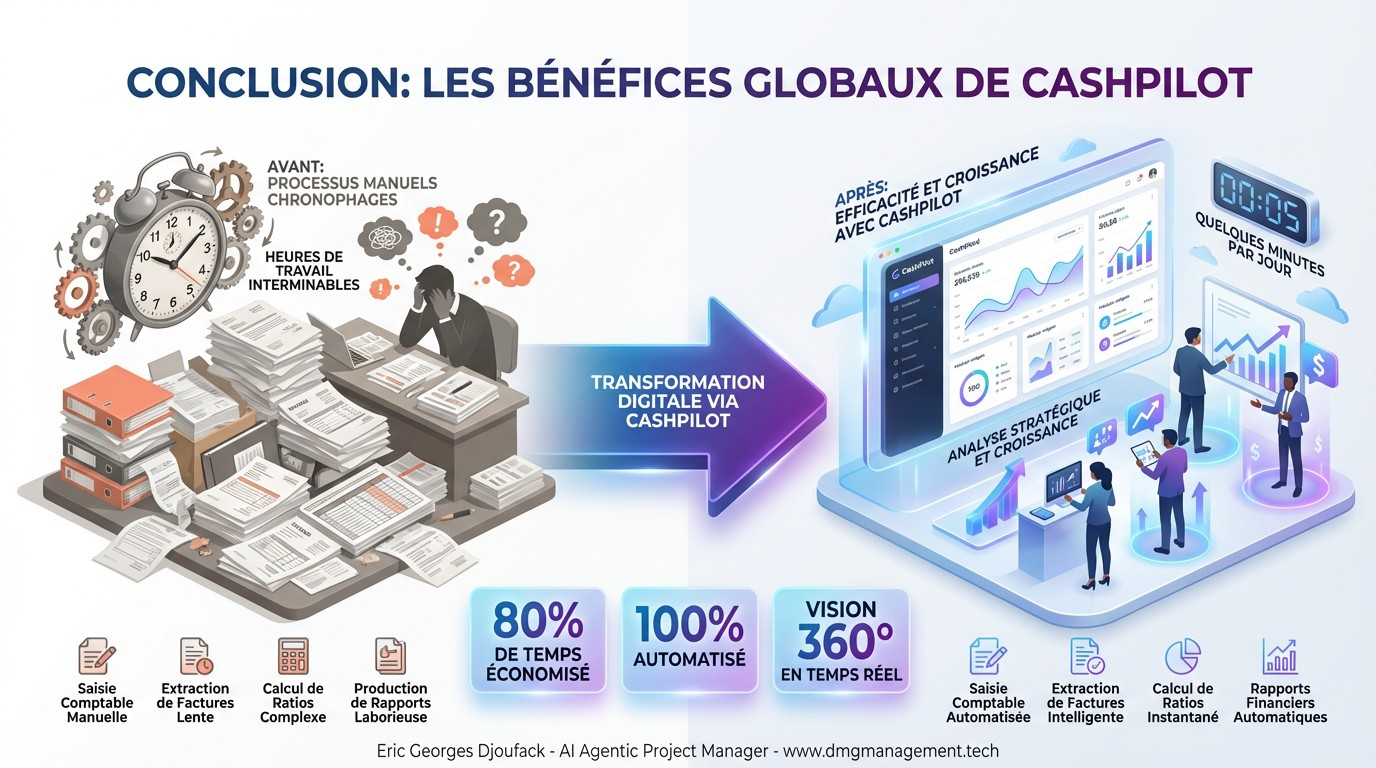 CONCLUSION: LES BÉNÉFICES GLOBAUX DE CASHPILOT
AVANT:
PROCESSUS MANUELS
CHRONOPHAGES
HEURES DE
TRAVAIL
INTERMINABLES
!
?
!
?
TRANSFORMATION
DIGITALE VIA
CASHPILOT
APRÈS:
EFFICACITÉ ET CROISSANCE
AVEC CASHPILOT
00:05
QUELQUES MINUTES
PAR JOUR
100
$
$
$
ANALYSE STRATÉGIQUE
ET CROISSANCE
80%
DE TEMPS
ÉCONOMISÉ
100%
AUTOMATISÉ
VISION
360°
EN TEMPS RÉEL
Saisie
Comptable
Manuelle
Extraction
de Factures
Lente
Calcul de
Ratios
Complexe
Production
de Rapports
Laborieuse
Saisie
Comptable
Automatisée
Extraction
de Factures
Intelligente
Calcul de
Ratios
Instantané
Rapports
Financiers
Automatiques
Eric Georges Djoufack - AI Agentic Project Manager - www.dmgmanagement.tech